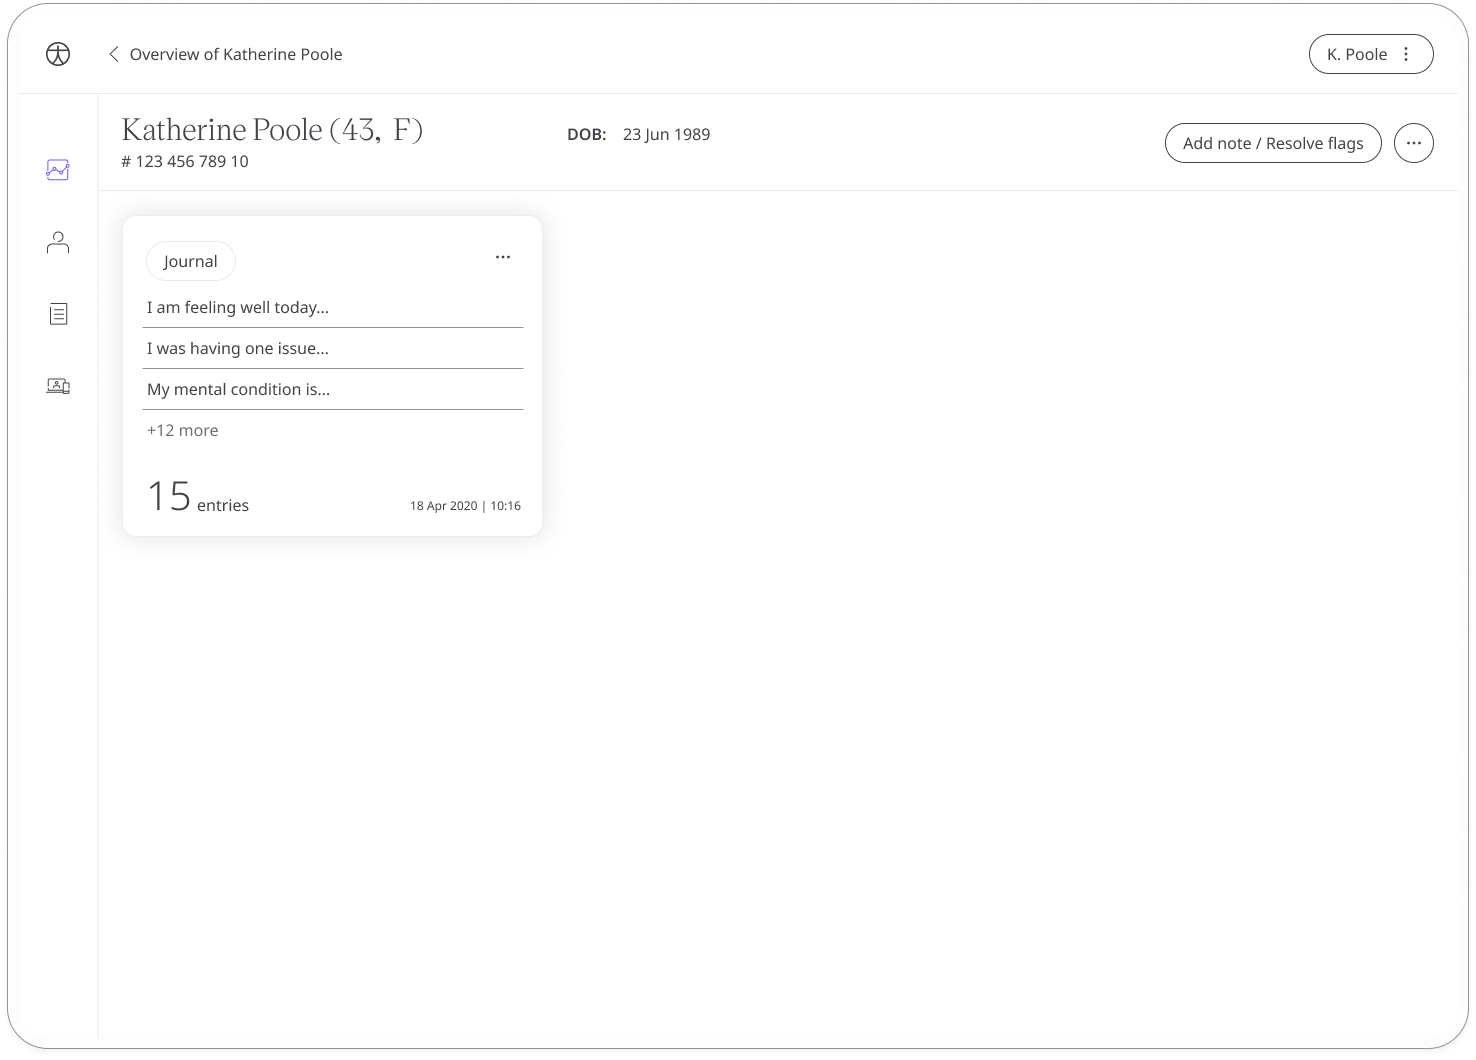 Overview of Katherine Poole
K. Poole
Katherine Poole (43, F)
DOB: 23 Jun 1989
# 123 456 789 10
Add note / Resolve flags
Journal
I am feeling well today...
I was having one issue...
My mental condition is...
+12 more
15 entries
18 Apr 2020 | 10:16